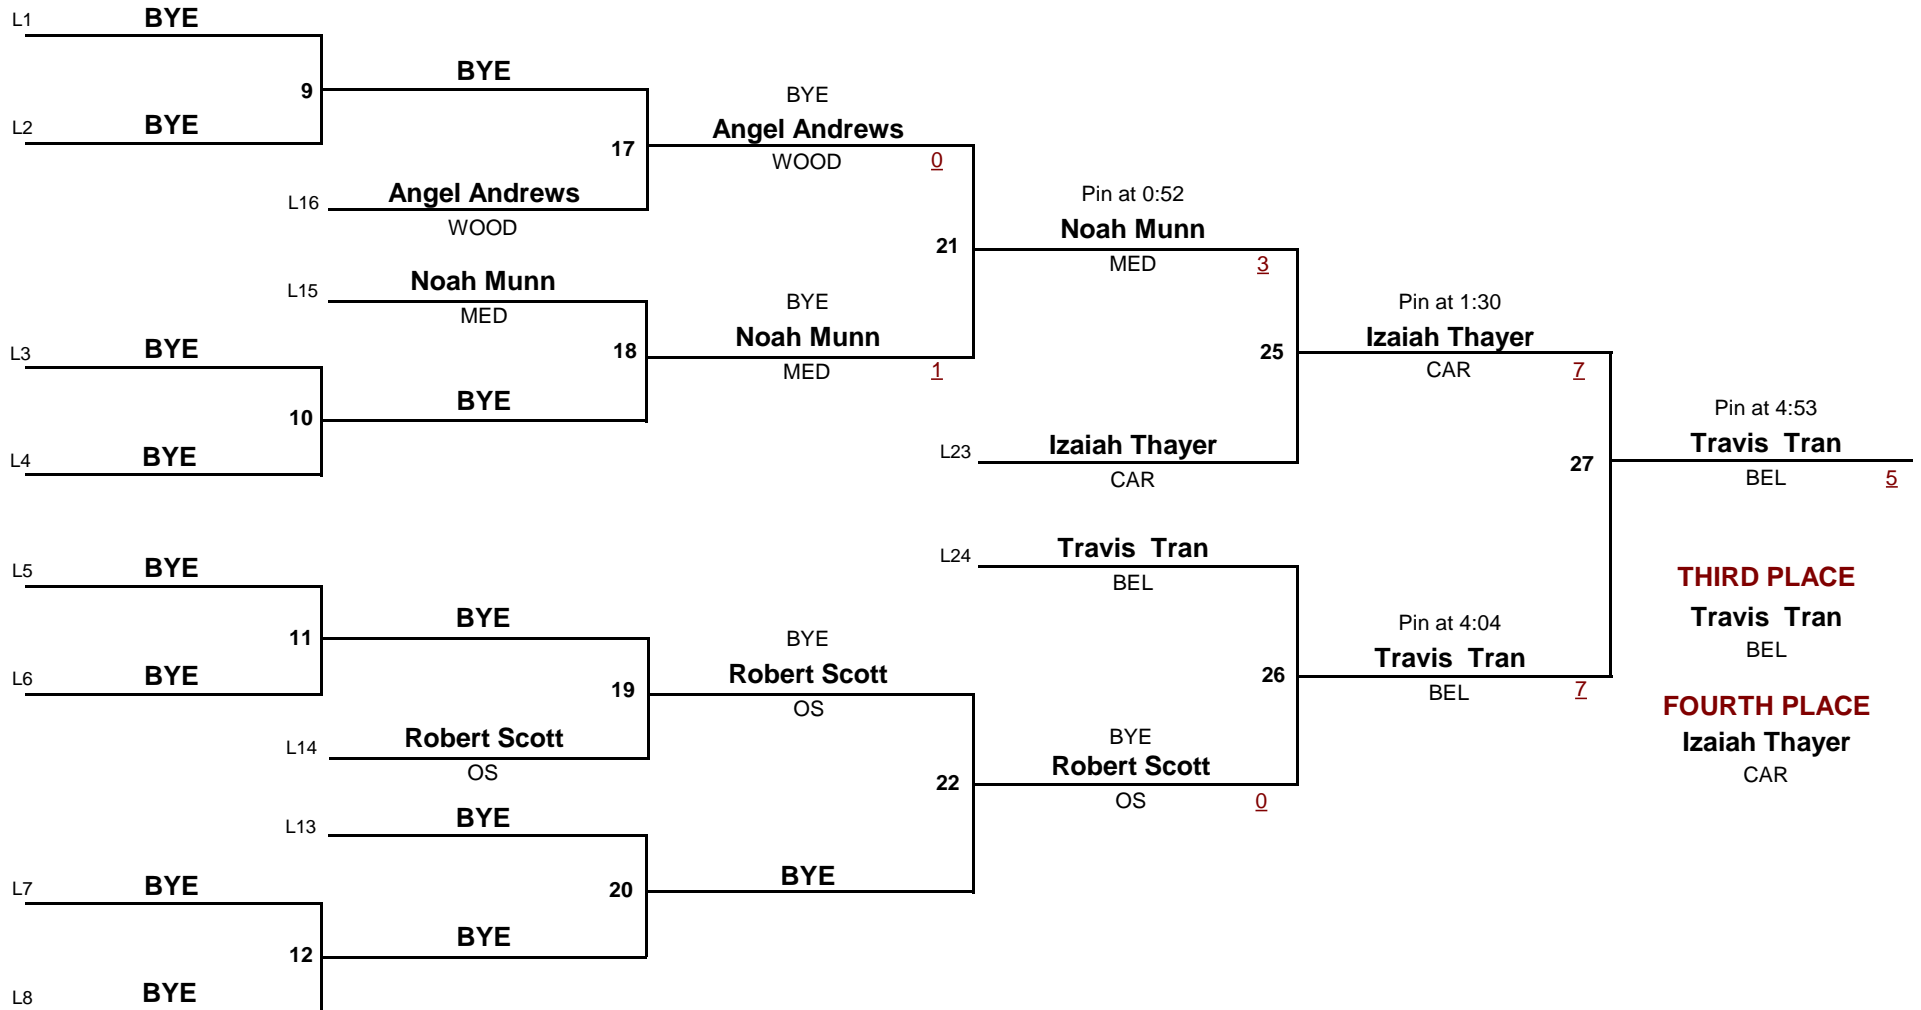 L1
BYE
9
L2
BYE
BYE
17
L16
Angel Andrews
WOOD
BYE
Angel Andrews
WOOD
0
L15
Noah Munn
MED
L3
BYE
10
L4
BYE
BYE
18
BYE
Noah Munn
MED
1
21
Pin at 0:52
Noah Munn
MED
3
25
L23
Izaiah Thayer
CAR
Pin at 1:30
Izaiah Thayer
CAR
7
27
Pin at 4:53
Travis Tran
BEL
5
L5
BYE
11
L6
BYE
BYE
19
L14
Robert Scott
OS
BYE
Robert Scott
OS
22
L13
BYE
20
L7
BYE
12
L8
BYE
BYE
BYE
L24
Travis Tran
BEL
26
BYE
Robert Scott
OS
0
Pin at 4:04
Travis Tran
BEL
7
THIRD PLACE
Travis Tran
BEL
FOURTH PLACE
Izaiah Thayer
CAR